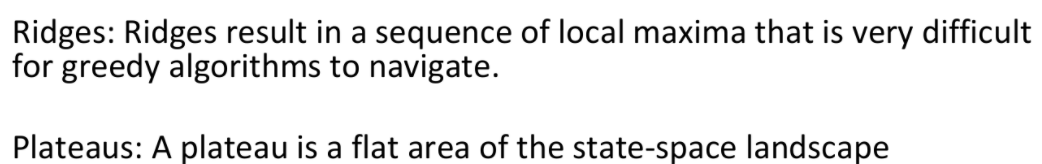 Ridges: Ridges result in a sequence of local maxima that is very difficult
for greedy algorithms to navigate.
Plateaus: A plateau is a flat area of the state-space landscape